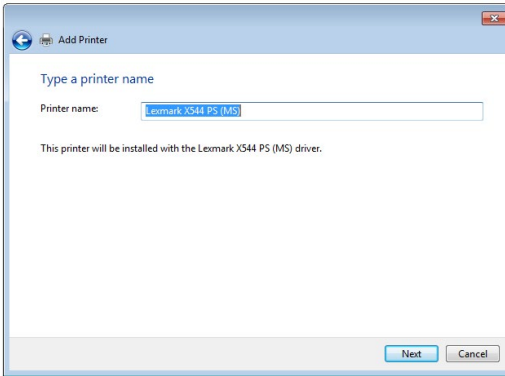 Add Printer
Type a printer name
Printer name: Lexmark X544 PS (MS)
This printer will be installed with the Lexmark X544 PS (MS) driver.
Next Cancel